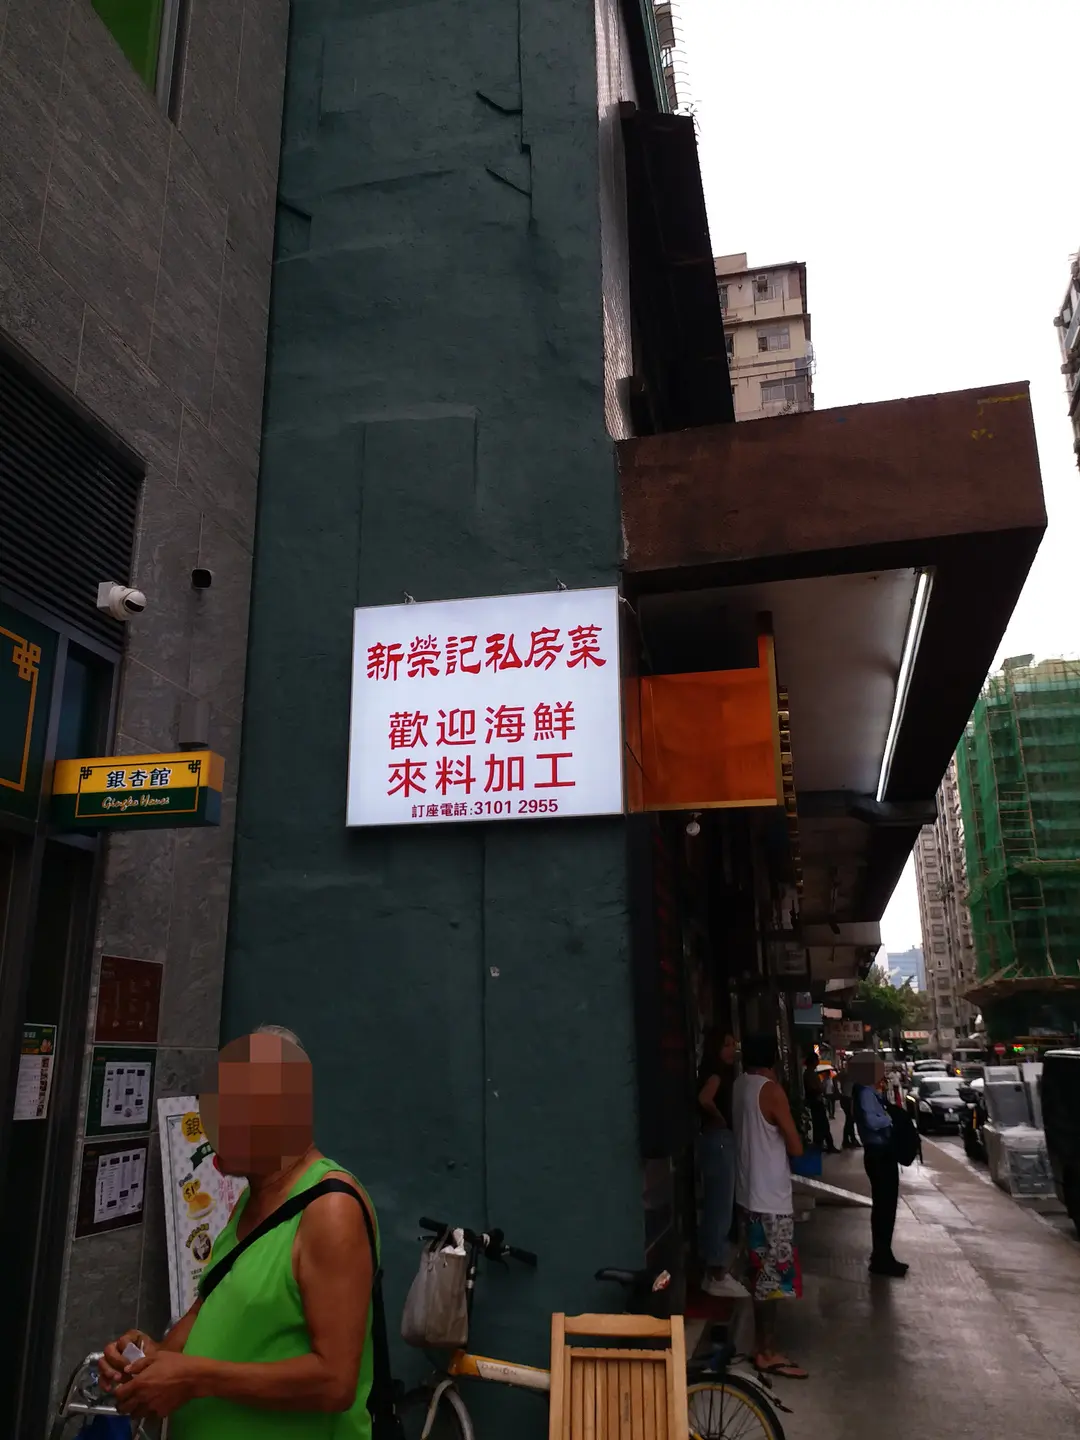 新榮記私房菜
歡迎海鮮
來料加工
訂座電話:3101 2955
銀杏館
Gingko House
銀